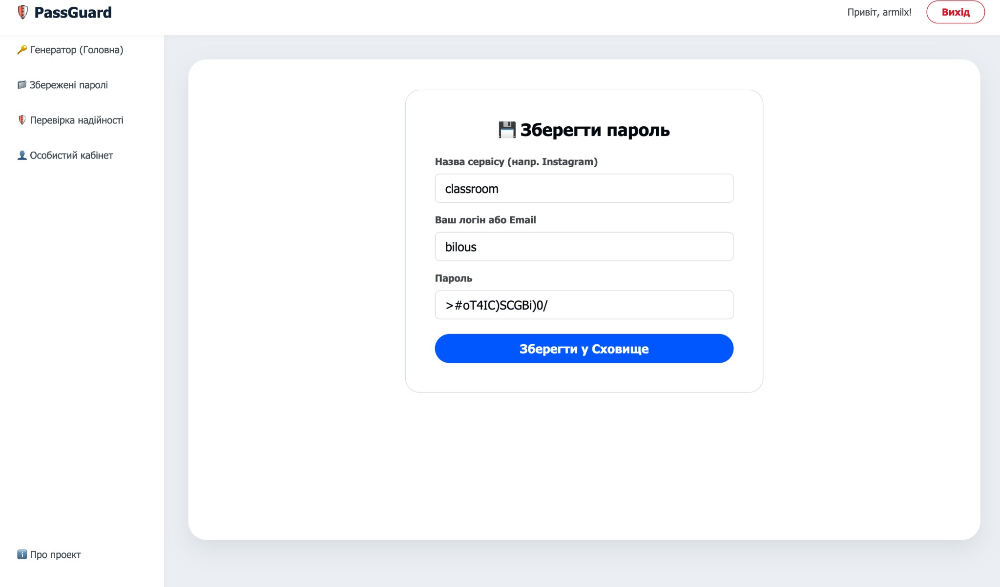 PassGuard
Привіт, armilx!
Вихід
Генератор (Головна)
Збережені паролі
Перевірка надійності
Особистий кабінет
Зберегти пароль
Назва сервісу (напр. Instagram)
classroom
Ваш логін або Email
bilous
Пароль
>#oT4IC)SCGBi)0/
Зберегти у Сховище
Про проект